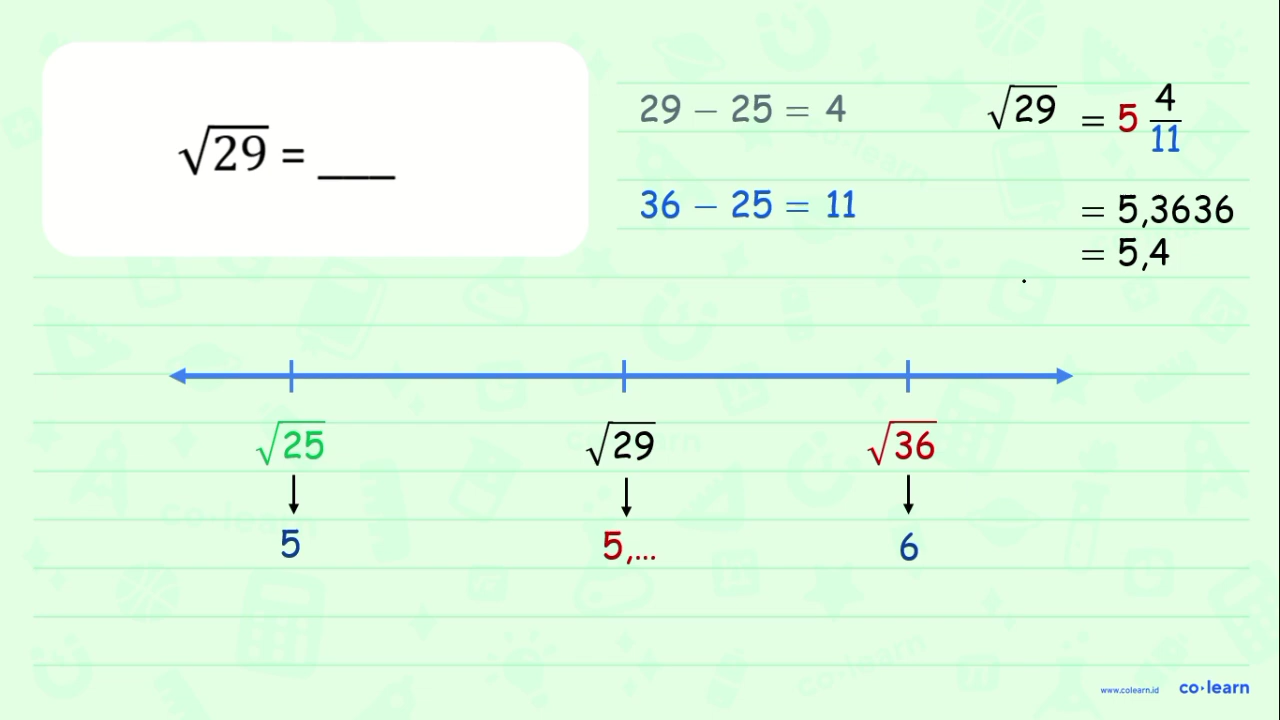 √29 = ___
29 − 25 = 4
36 − 25 = 11
√29 = 5 4/11
= 5,3636
= 5,4
√25 √29 √36
5 5,... 6
www.colearn.id co·learn